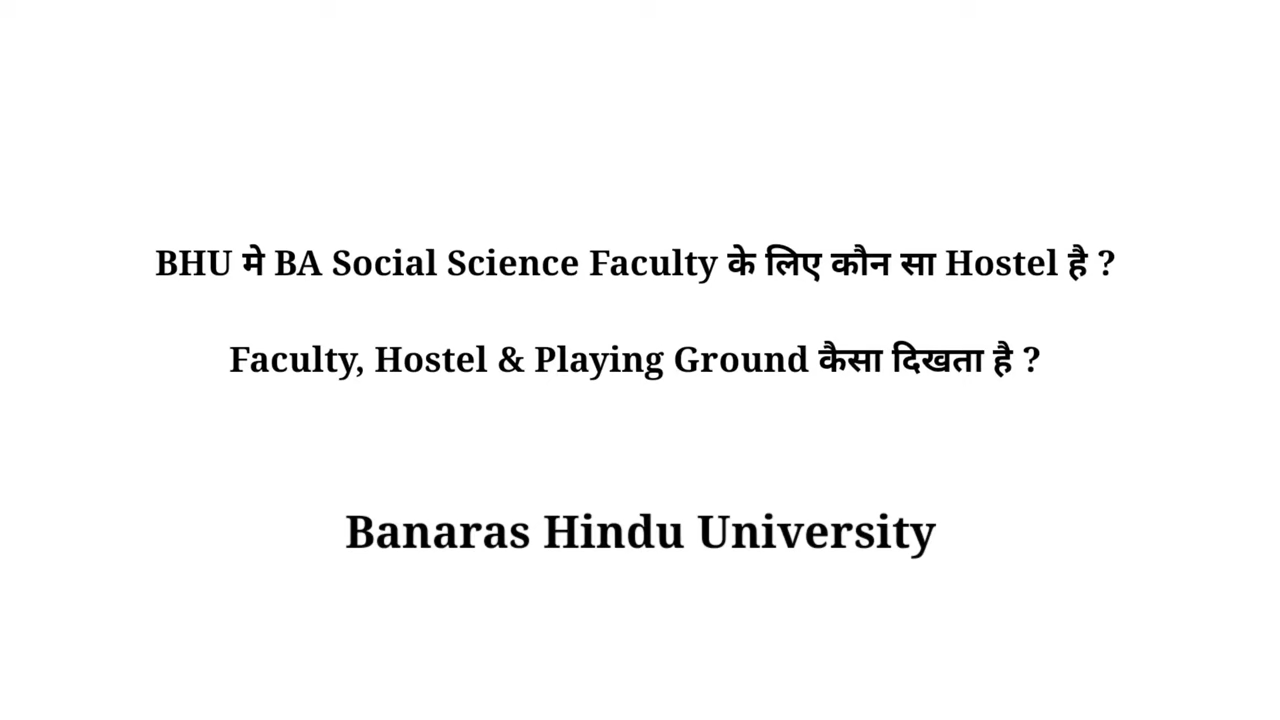 BHU मे BA Social Science Faculty के लिए कौन सा Hostel है ?
Faculty, Hostel & Playing Ground कैसा दिखता है ?
Banaras Hindu University